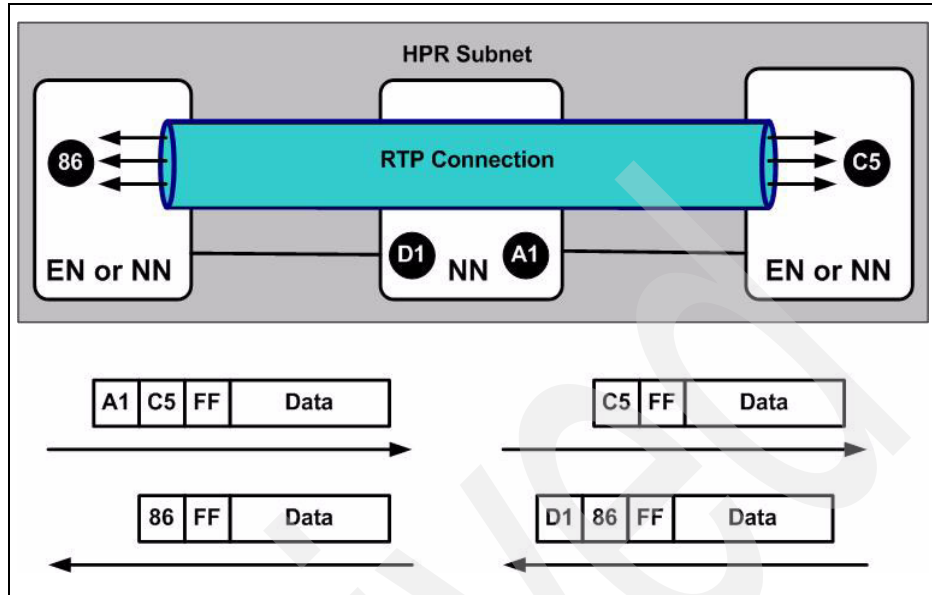 HPR Subnet
86
RTP Connection
C5
D1
A1
EN or NN
NN
EN or NN
A1 C5 FF Data
C5 FF Data
86 FF Data
D1 86 FF Data